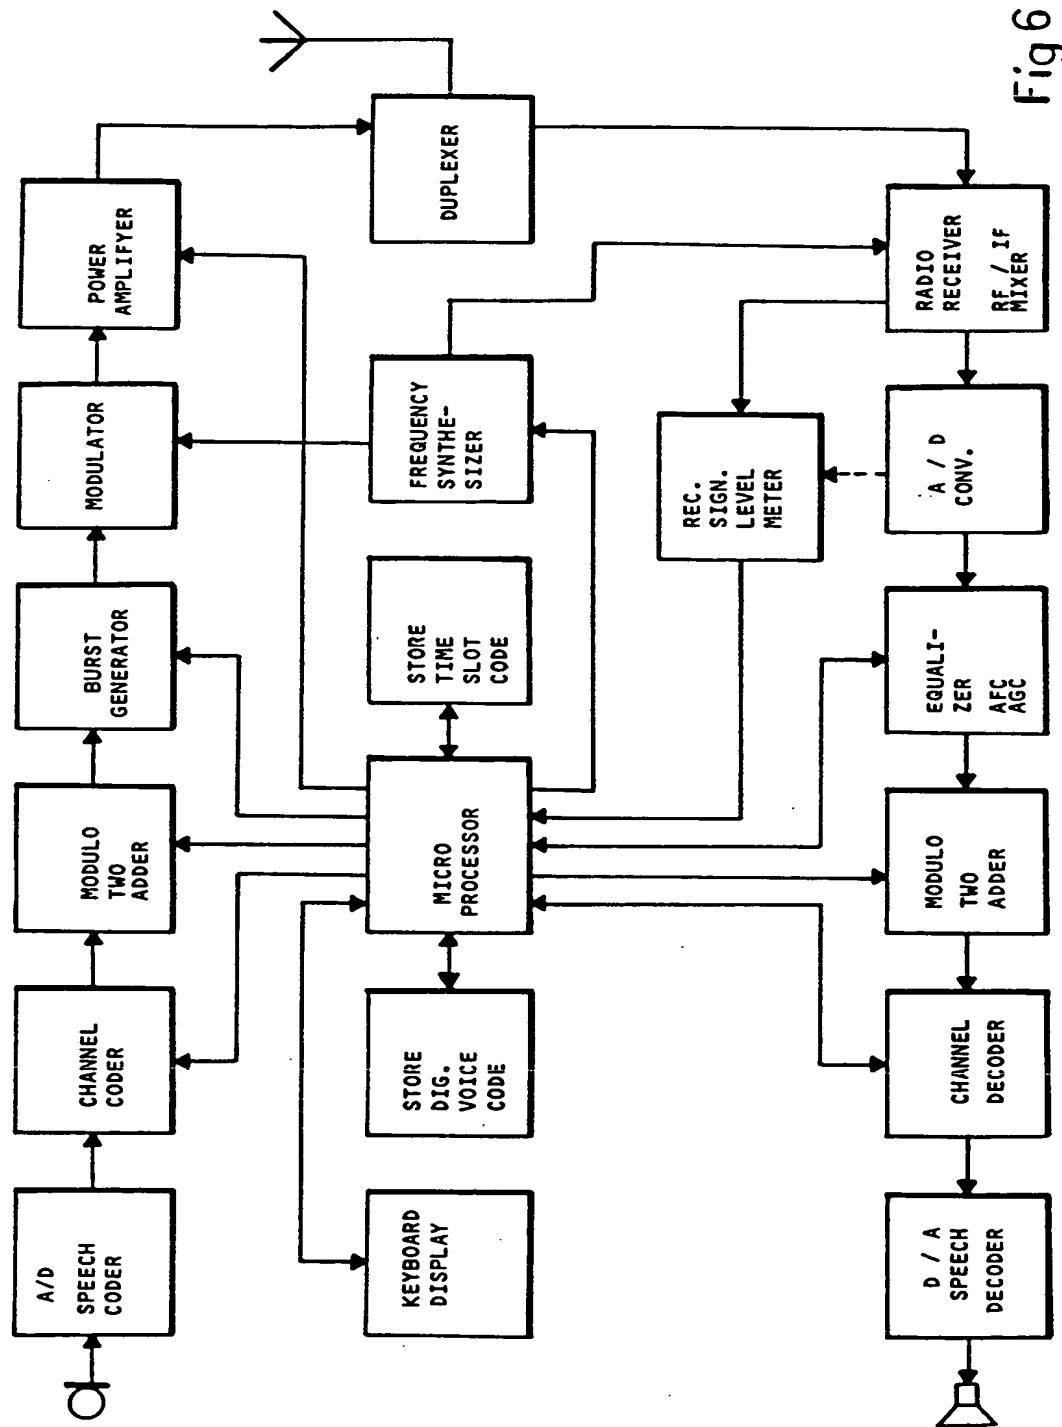 A/D
SPEECH
CODER
CHANNEL
CODER
MODULO
TWO
ADDER
BURST
GENERATOR
MODULATOR
POWER
AMPLIFYER
KEYBOARD
DISPLAY
STORE
DIG.
VOICE
CODE
MICRO
PROCESSOR
STORE
TIME
SLOT
CODE
FREQUENCY
SYNTHE-
SIZER
DUPLEXER
REC.
SIGN.
LEVEL
METER
D / A
SPEECH
DECODER
CHANNEL
DECODER
MODULO
TWO
ADDER
EQUALI-
ZER
AFC
AGC
A / D
CONV.
RADIO
RECEIVER
RF / IF
MIXER
Fig 6